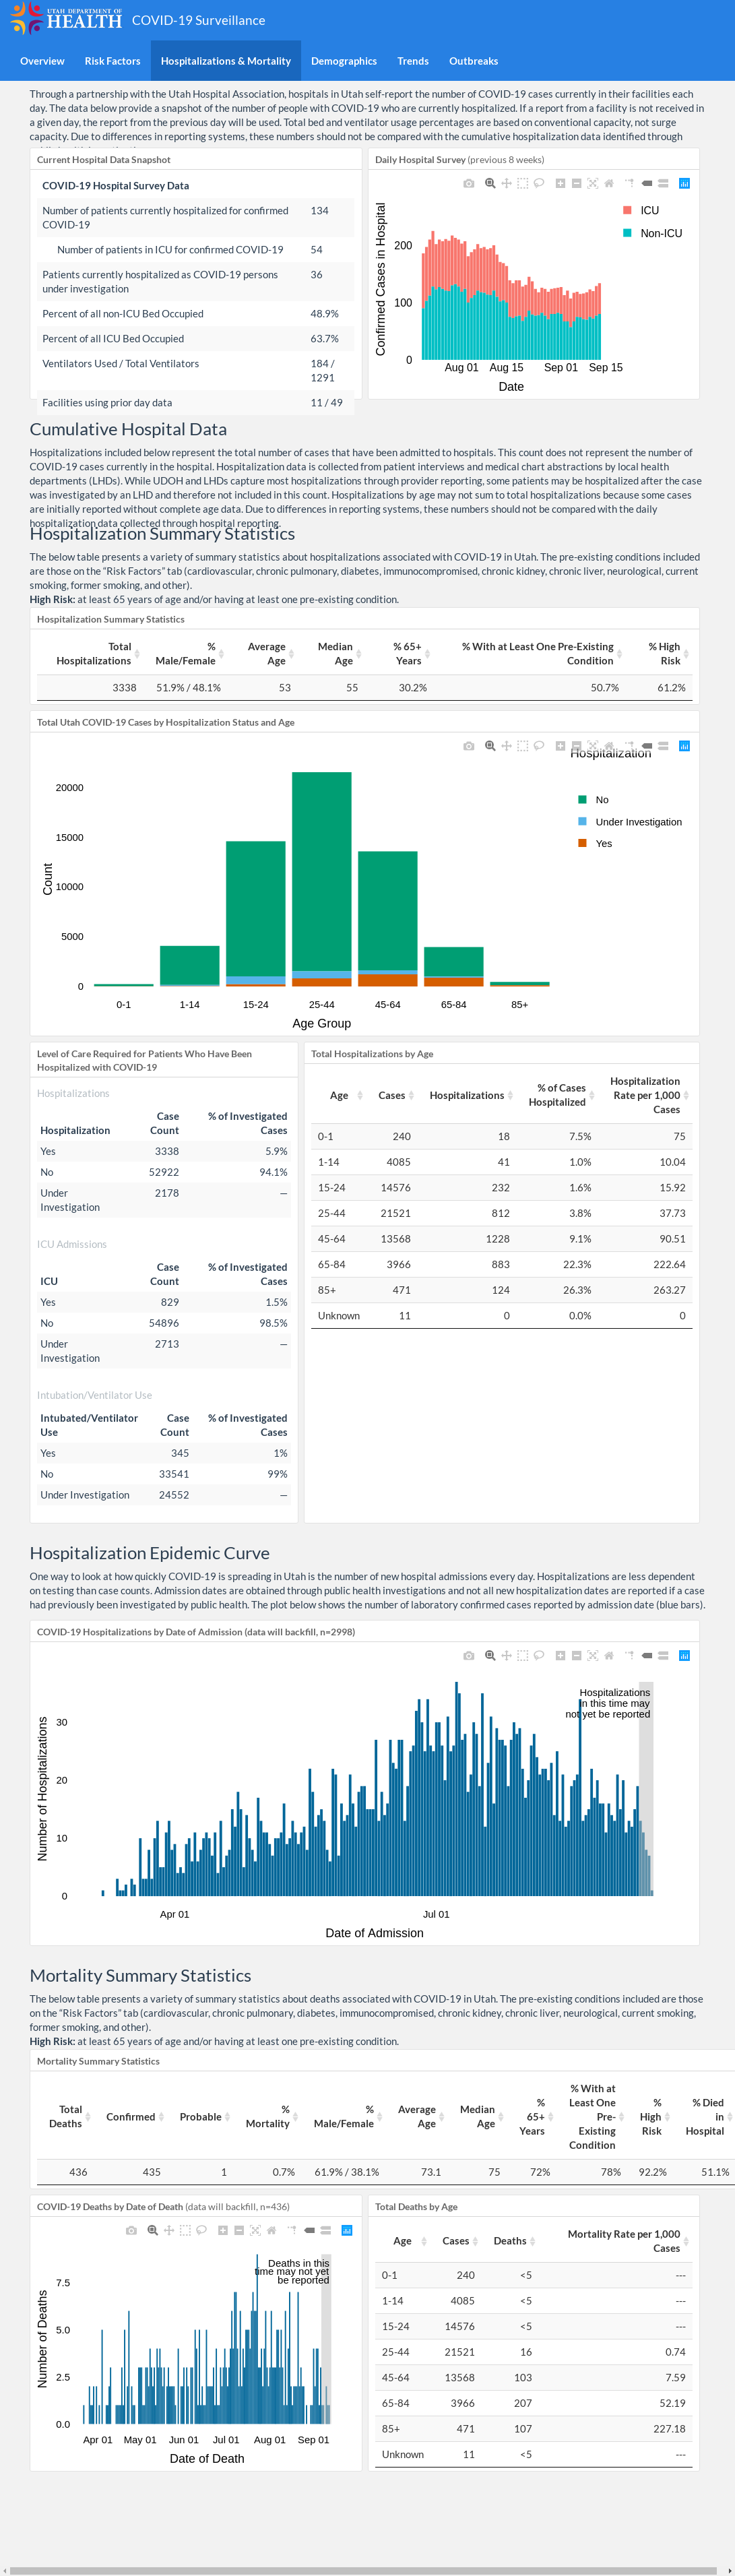 UTAH DEPARTMENT OF
HEALTH
COVID-19 Surveillance
Overview
Risk Factors
Hospitalizations & Mortality
Demographics
Trends
Outbreaks
Through a partnership with the Utah Hospital Association, hospitals in Utah self-report the number of COVID-19 cases currently in their facilities each
day. The data below provide a snapshot of the number of people with COVID-19 who are currently hospitalized. If a report from a facility is not received in
a given day, the report from the previous day will be used. Total bed and ventilator usage percentages are based on conventional capacity, not surge
capacity. Due to differences in reporting systems, these numbers should not be compared with the cumulative hospitalization data identified through
Current Hospital Data Snapshot
COVID-19 Hospital Survey Data
Number of patients currently hospitalized for confirmed 134
COVID-19
Number of patients in ICU for confirmed COVID-19 54
Patients currently hospitalized as COVID-19 persons 36
under investigation
Percent of all non-ICU Bed Occupied 48.9%
Percent of all ICU Bed Occupied 63.7%
Ventilators Used / Total Ventilators 184 /
1291
Facilities using prior day data 11 / 49
Daily Hospital Survey (previous 8 weeks)
ICU
Non-ICU
Confirmed Cases in Hospital
200
100
0
Aug 01 Aug 15 Sep 01 Sep 15
Date
Cumulative Hospital Data
Hospitalizations included below represent the total number of cases that have been admitted to hospitals. This count does not represent the number of
COVID-19 cases currently in the hospital. Hospitalization data is collected from patient interviews and medical chart abstractions by local health
departments (LHDs). While UDOH and LHDs capture most hospitalizations through provider reporting, some patients may be hospitalized after the case
was investigated by an LHD and therefore not included in this count. Hospitalizations by age may not sum to total hospitalizations because some cases
are initially reported without complete age data. Due to differences in reporting systems, these numbers should not be compared with the daily
hospitalization data collected through hospital reporting.
Hospitalization Summary Statistics
The below table presents a variety of summary statistics about hospitalizations associated with COVID-19 in Utah. The pre-existing conditions included
are those on the “Risk Factors” tab (cardiovascular, chronic pulmonary, diabetes, immunocompromised, chronic kidney, chronic liver, neurological, current
smoking, former smoking, and other).
High Risk: at least 65 years of age and/or having at least one pre-existing condition.
Hospitalization Summary Statistics
Total % Average Median % 65+ % With at Least One Pre-Existing % High
Hospitalizations Male/Female Age Age Years Condition Risk
3338 51.9% / 48.1% 53 55 30.2% 50.7% 61.2%
Total Utah COVID-19 Cases by Hospitalization Status and Age
Hospitalization
No
Under Investigation
Yes
Count
20000
15000
10000
5000
0
0-1 1-14 15-24 25-44 45-64 65-84 85+
Age Group
Level of Care Required for Patients Who Have Been
Hospitalized with COVID-19
Hospitalizations
Case % of Investigated
Hospitalization Count Cases
Yes 3338 5.9%
No 52922 94.1%
Under 2178 —
Investigation
ICU Admissions
Case % of Investigated
ICU Count Cases
Yes 829 1.5%
No 54896 98.5%
Under 2713 —
Investigation
Intubation/Ventilator Use
Intubated/Ventilator Case % of Investigated
Use Count Cases
Yes 345 1%
No 33541 99%
Under Investigation 24552 —
Total Hospitalizations by Age
Hospitalization
% of Cases Rate per 1,000
Age Cases Hospitalizations Hospitalized Cases
0-1 240 18 7.5% 75
1-14 4085 41 1.0% 10.04
15-24 14576 232 1.6% 15.92
25-44 21521 812 3.8% 37.73
45-64 13568 1228 9.1% 90.51
65-84 3966 883 22.3% 222.64
85+ 471 124 26.3% 263.27
Unknown 11 0 0.0% 0
Hospitalization Epidemic Curve
One way to look at how quickly COVID-19 is spreading in Utah is the number of new hospital admissions every day. Hospitalizations are less dependent
on testing than case counts. Admission dates are obtained through public health investigations and not all new hospitalization dates are reported if a case
had previously been investigated by public health. The plot below shows the number of laboratory confirmed cases reported by admission date (blue bars).
COVID-19 Hospitalizations by Date of Admission (data will backfill, n=2998)
Hospitalizations
in this time may
not yet be reported
Number of Hospitalizations
30
20
10
0
Apr 01 Jul 01
Date of Admission
Mortality Summary Statistics
The below table presents a variety of summary statistics about deaths associated with COVID-19 in Utah. The pre-existing conditions included are those
on the “Risk Factors” tab (cardiovascular, chronic pulmonary, diabetes, immunocompromised, chronic kidney, chronic liver, neurological, current smoking,
former smoking, and other).
High Risk: at least 65 years of age and/or having at least one pre-existing condition.
Mortality Summary Statistics
% With at
% Least One % % Died
Total % % Average Median 65+ Pre- High in
Deaths Confirmed Probable Mortality Male/Female Age Age Years Existing Risk Hospital
Condition
436 435 1 0.7% 61.9% / 38.1% 73.1 75 72% 78% 92.2% 51.1%
COVID-19 Deaths by Date of Death (data will backfill, n=436)
Deaths in this
time may not yet
be reported
Number of Deaths
7.5
5.0
2.5
0.0
Apr 01 May 01 Jun 01 Jul 01 Aug 01 Sep 01
Date of Death
Total Deaths by Age
Mortality Rate per 1,000
Age Cases Deaths Cases
0-1 240 <5 ---
1-14 4085 <5 ---
15-24 14576 <5 ---
25-44 21521 16 0.74
45-64 13568 103 7.59
65-84 3966 207 52.19
85+ 471 107 227.18
Unknown 11 <5 ---